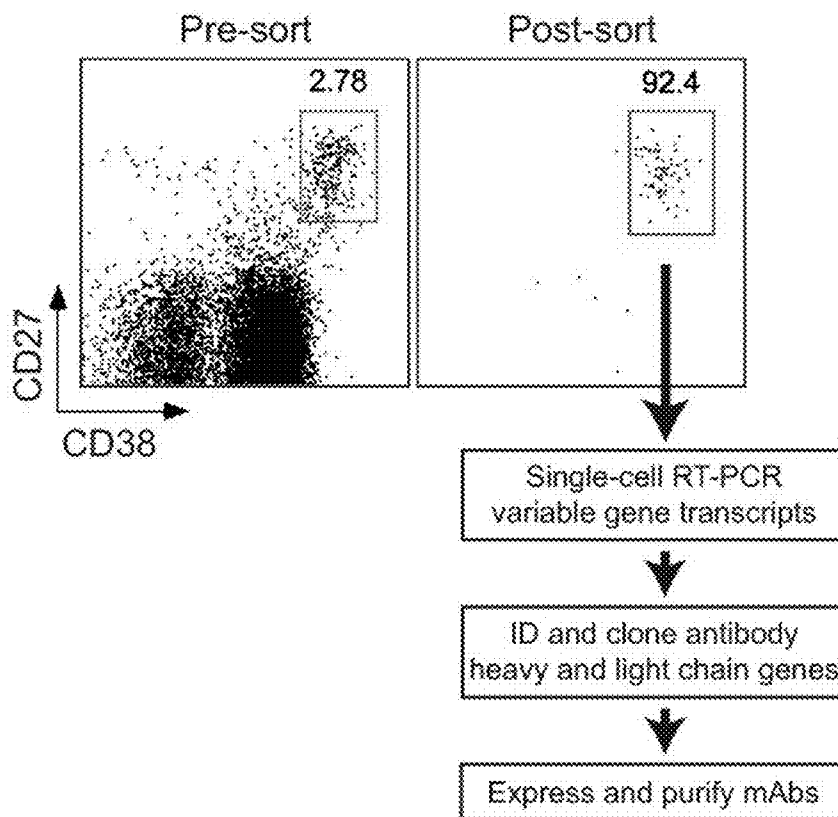 Pre-sort
Post-sort
2.78
92.4
CD27
CD38
Single-cell RT-PCR
variable gene transcripts
ID and clone antibody
heavy and light chain genes
Express and purify mAbs